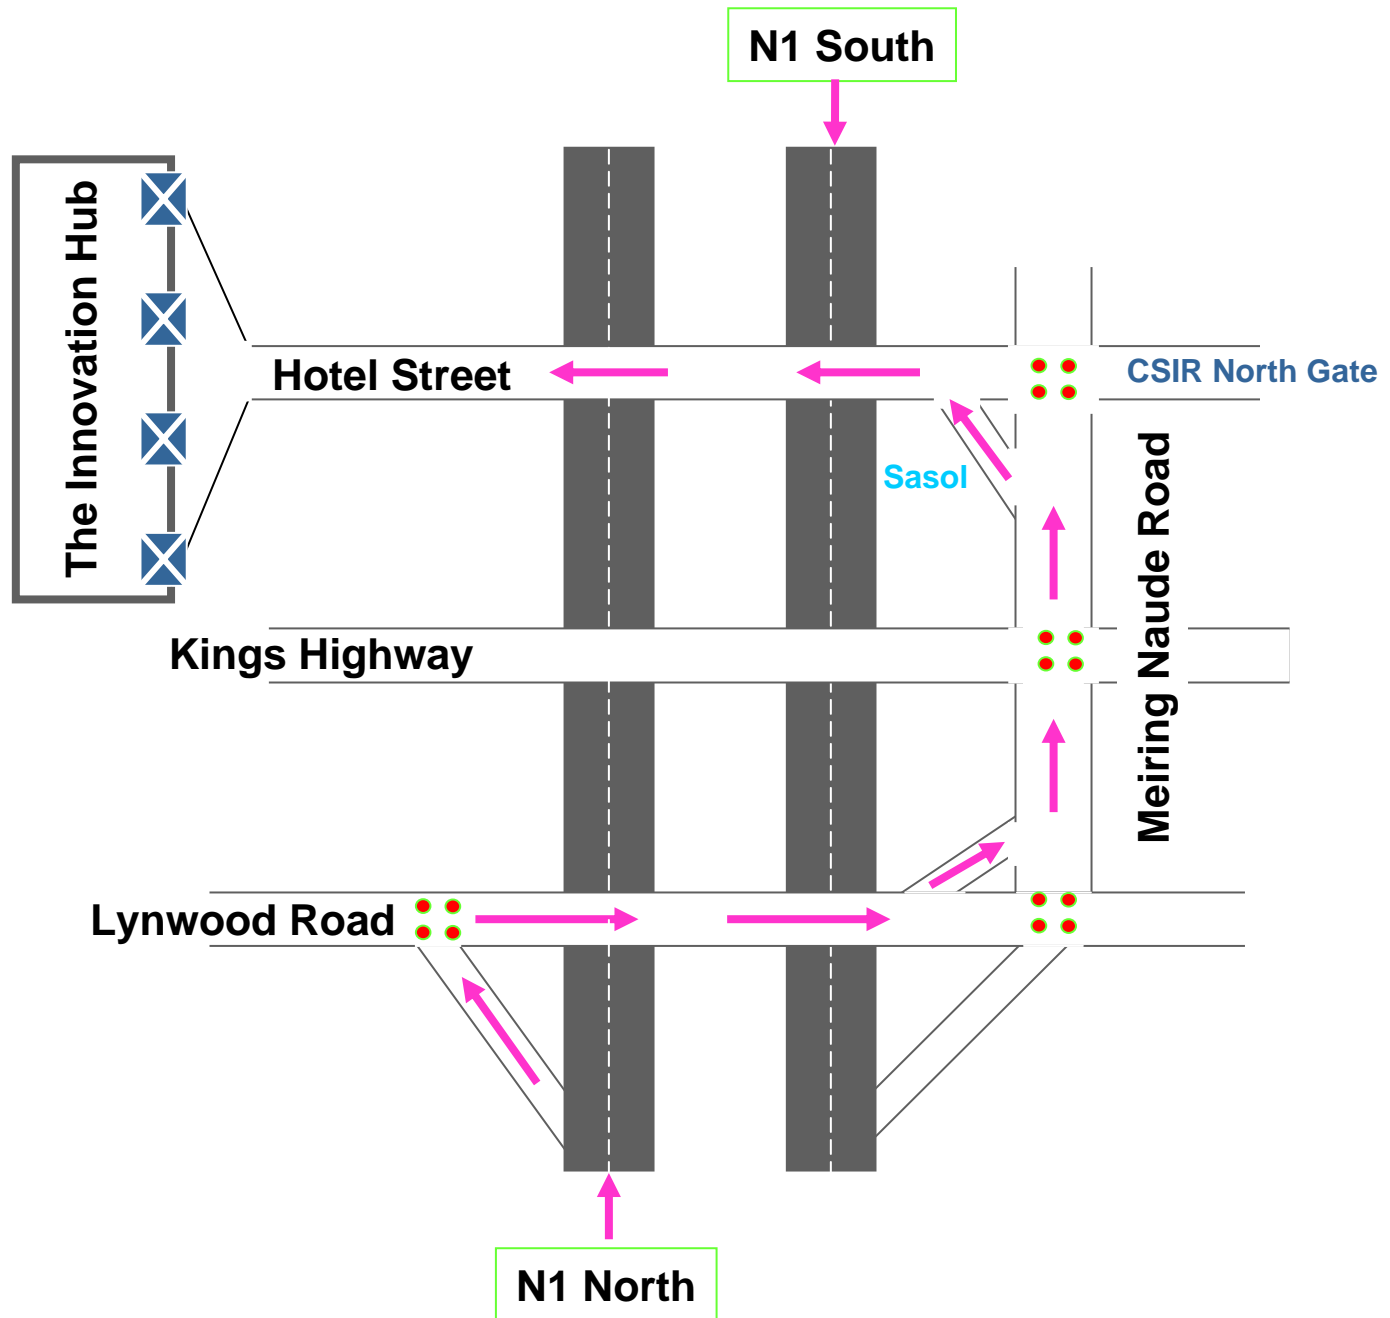 N1 South
The Innovation Hub
Hotel Street
CSIR North Gate
Sasol
Meiring Naude Road
Kings Highway
Lynwood Road
N1 North